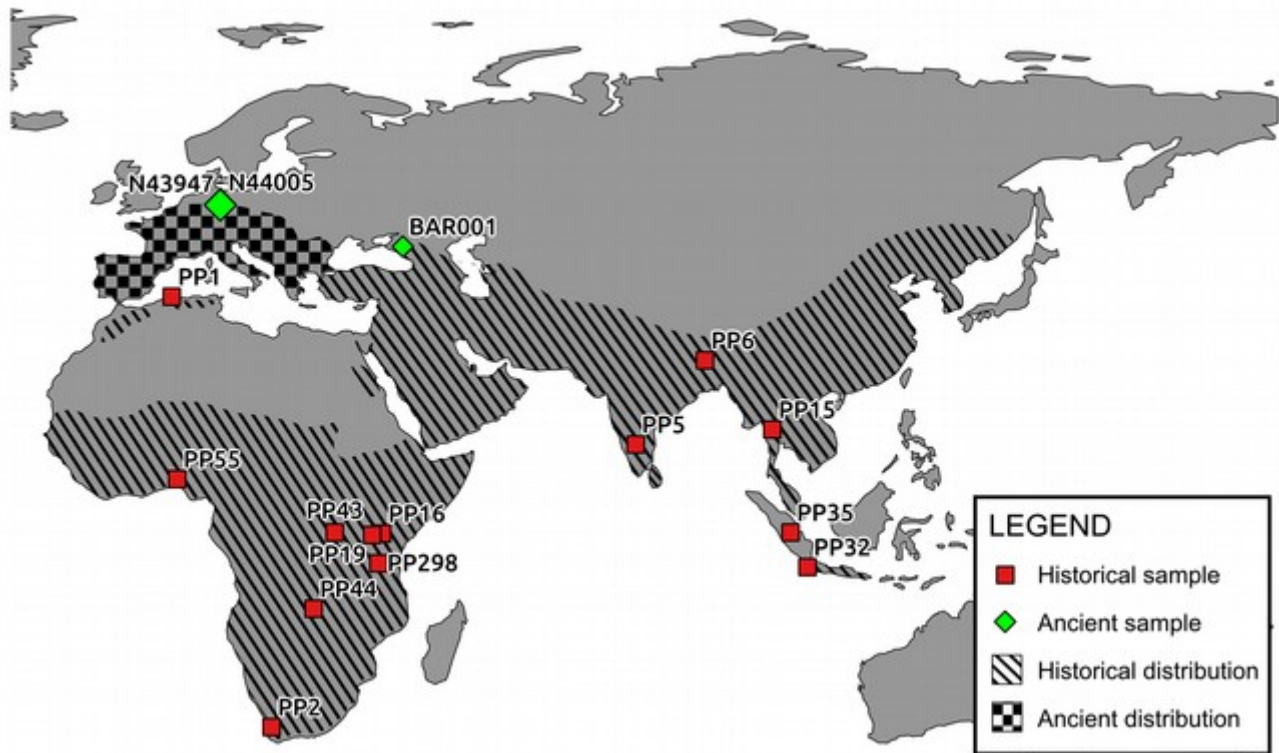 N43947-N44005
BAR001
PP1
PP6
PP15
PP5
PP55
PP43
PP16
PP35
PP19
PP298
PP32
PP44
PP2
LEGEND
Historical sample
Ancient sample
Historical distribution
Ancient distribution